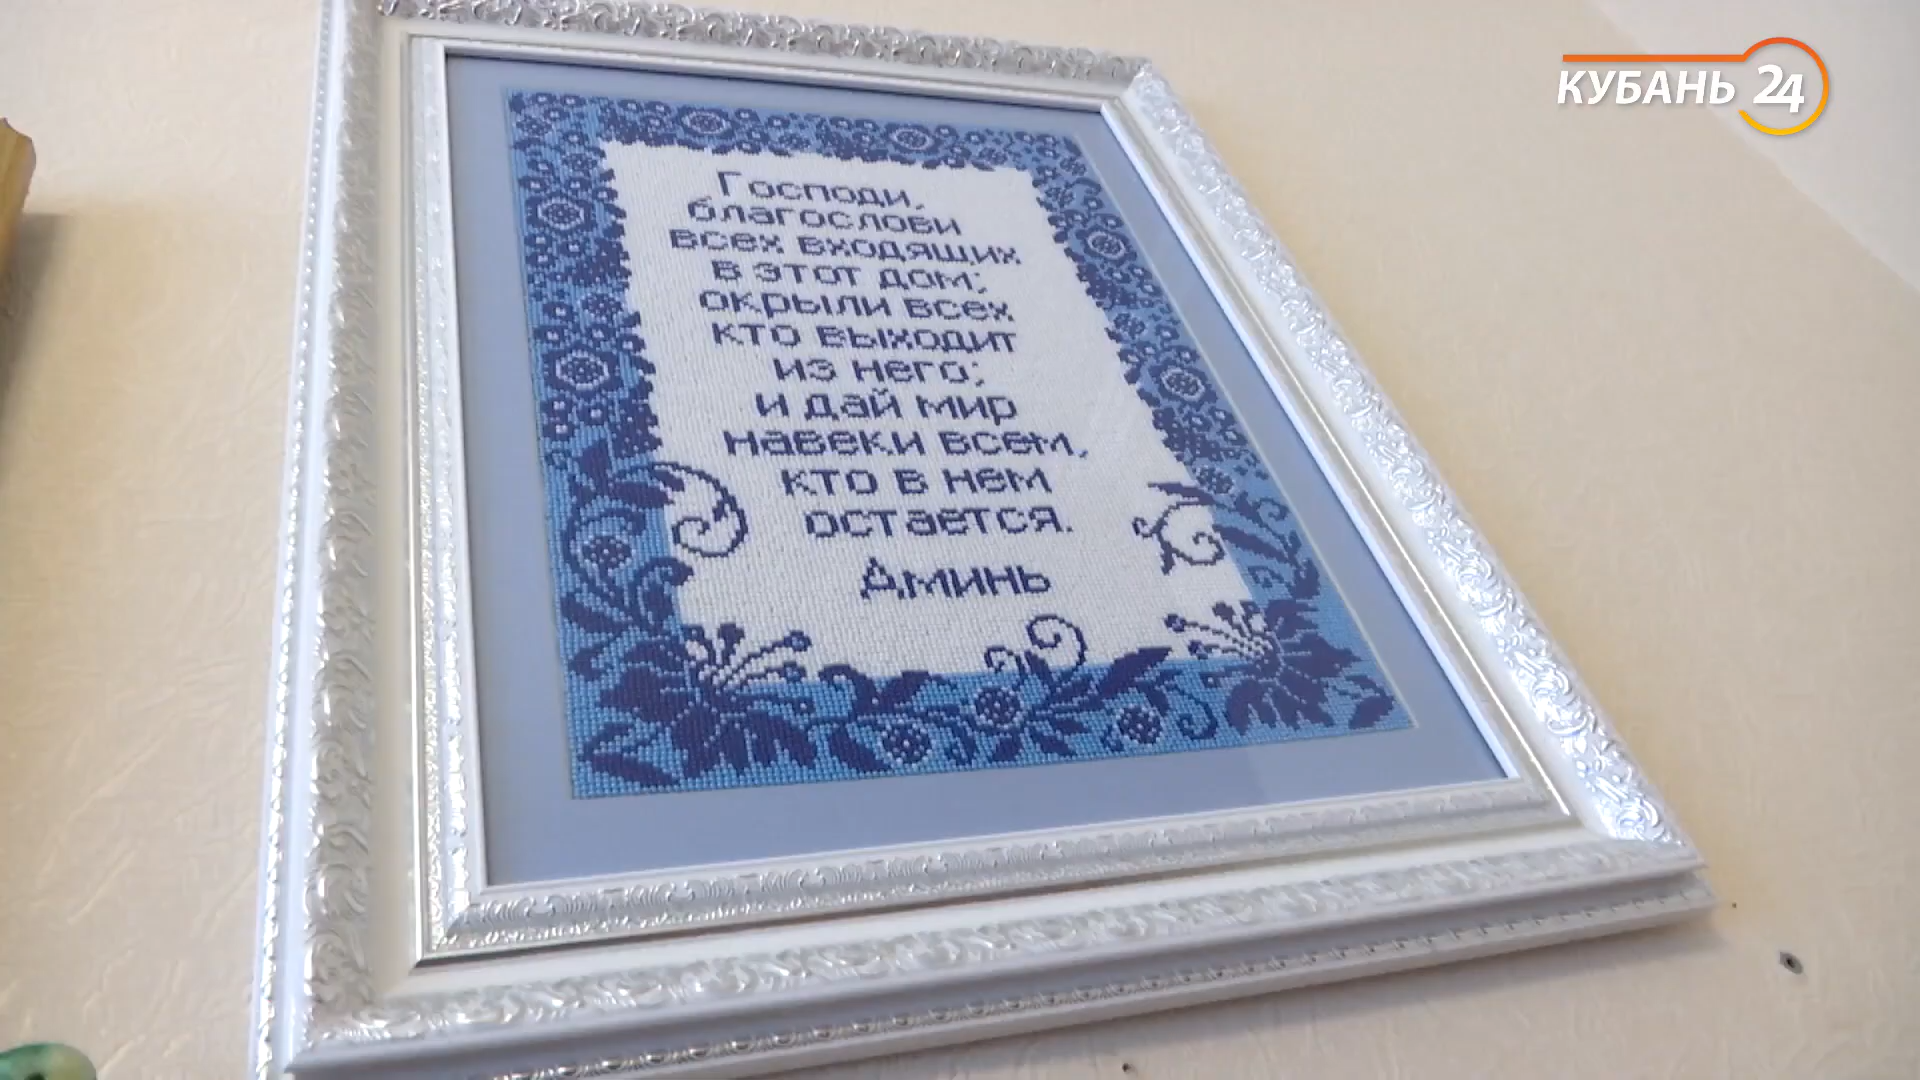 КУБАНЬ 24
Господи,
благослови
всех входящих
в этот дом;
окрыли всех
кто выходит
из него;
и дай мир
навеки всем,
кто в нем
остается.
Аминь